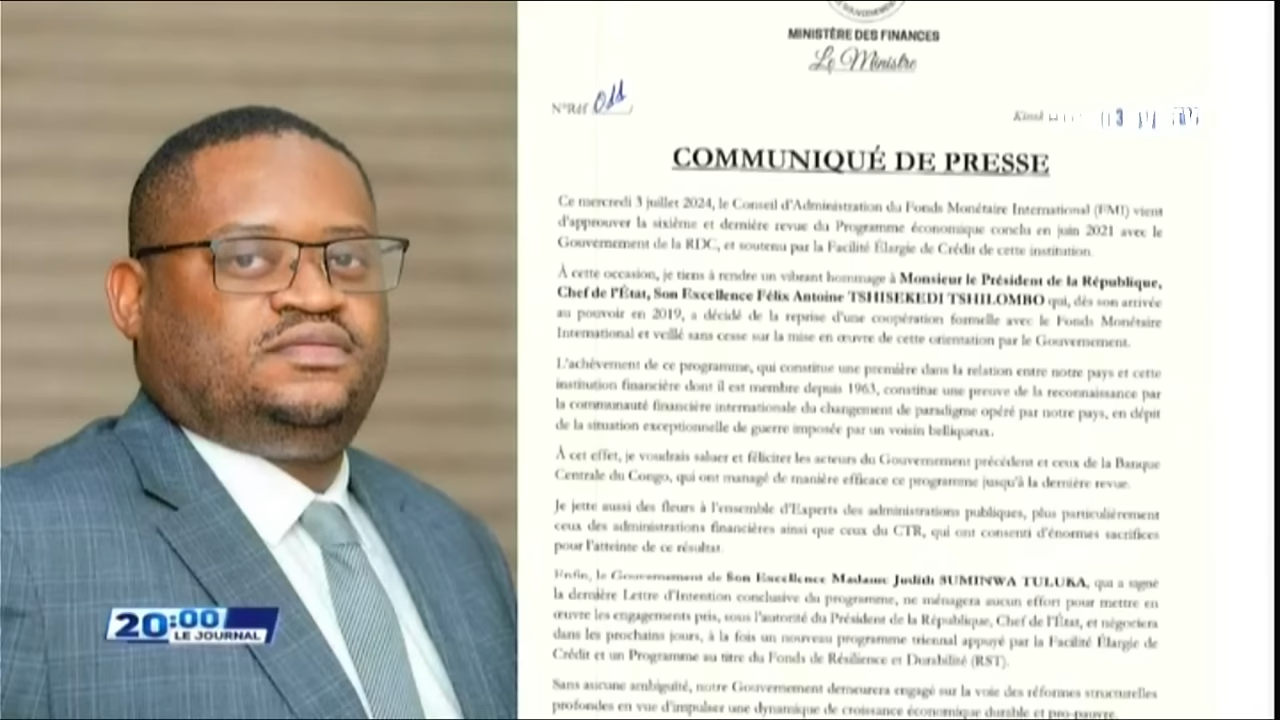 MINISTÈRE DES FINANCES
Le Ministre
N°Réf 011
COMMUNIQUÉ DE PRESSE
Ce mercredi 3 juillet 2024, le Conseil d'Administration du Fonds Monétaire International (FMI) vient
d'approuver la sixième et dernière revue du Programme économique conclu en juin 2021 avec le
Gouvernement de la RDC, et soutenu par la Facilité Élargie de Crédit de cette institution.
À cette occasion, je tiens à rendre un vibrant hommage à Monsieur le Président de la République,
Chef de l'État, Son Excellence Félix Antoine TSHISEKEDI TSHILOMBO qui, dès son arrivée
au pouvoir en 2019, a décidé de la reprise d'une coopération formelle avec le Fonds Monétaire
International et veillé sans cesse sur la mise en œuvre de cette orientation par le Gouvernement.
L'achèvement de ce programme, qui constitue une première dans la relation entre notre pays et cette
institution financière dont il est membre depuis 1963, constitue une preuve de la reconnaissance par
la communauté financière internationale du changement de paradigme opéré par notre pays, en dépit
de la situation exceptionnelle de guerre imposée par un voisin belliqueux.
À cet effet, je voudrais saluer et féliciter les acteurs du Gouvernement précédent et ceux de la Banque
Centrale du Congo, qui ont managé de manière efficace ce programme jusqu'à la dernière revue.
Je jette aussi des fleurs à l'ensemble d'Experts des administrations publiques, plus particulièrement
ceux des administrations financières ainsi que ceux du CTR, qui ont consenti d'énormes sacrifices
pour l'atteinte de ce résultat.
Enfin, le Gouvernement de Son Excellence Madame Judith SUMINWA TULUKA, qui a signé
la dernière Lettre d'Intention conclusive du programme, ne ménagera aucun effort pour mettre en
œuvre les engagements pris, sous l'autorité du Président de la République, Chef de l'État, et négociera
dans les prochains jours, à la fois un nouveau programme triennal appuyé par la Facilité Élargie de
Crédit et un Programme au titre du Fonds de Résilience et Durabilité (RST).
Sans aucune ambiguïté, notre Gouvernement demeurera engagé sur la voie des réformes structurelles
profondes en vue d'impulser une dynamique de croissance économique durable et pro-pauvre.
20:00
LE JOURNAL